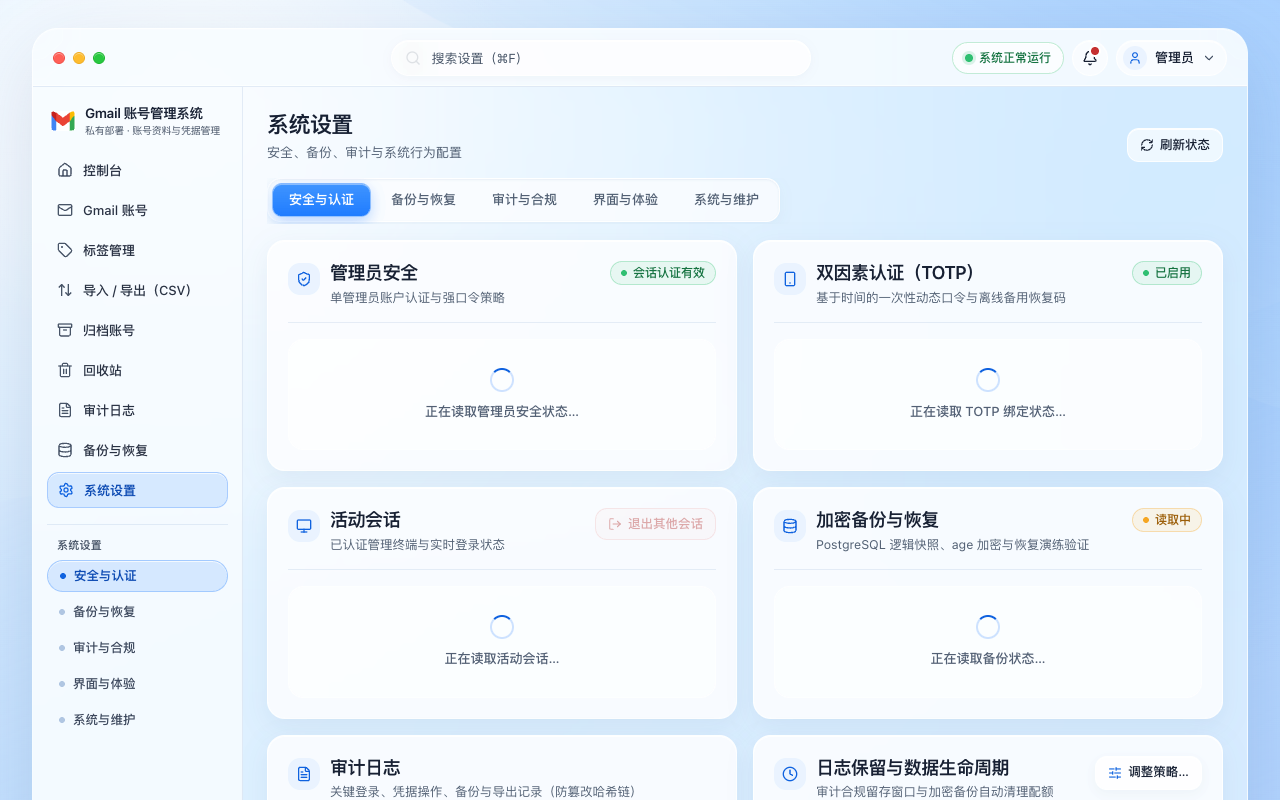 搜索设置（⌘F）
系统正常运行
管理员
Gmail 账号管理系统
私有部署 · 账号资料与凭据管理
控制台
Gmail 账号
标签管理
导入 / 导出（CSV）
归档账号
回收站
审计日志
备份与恢复
系统设置
系统设置
安全与认证
备份与恢复
审计与合规
界面与体验
系统与维护
系统设置
安全、备份、审计与系统行为配置
刷新状态
安全与认证
备份与恢复
审计与合规
界面与体验
系统与维护
管理员安全
会话认证有效
单管理员账户认证与强口令策略
正在读取管理员安全状态...
双因素认证（TOTP）
已启用
基于时间的一次性动态口令与离线备用恢复码
正在读取 TOTP 绑定状态...
活动会话
退出其他会话
已认证管理终端与实时登录状态
正在读取活动会话...
加密备份与恢复
读取中
PostgreSQL 逻辑快照、age 加密与恢复演练验证
正在读取备份状态...
审计日志
关键登录、凭据操作、备份与导出记录（防篡改哈希链）
日志保留与数据生命周期
调整策略...
审计合规留存窗口与加密备份自动清理配额